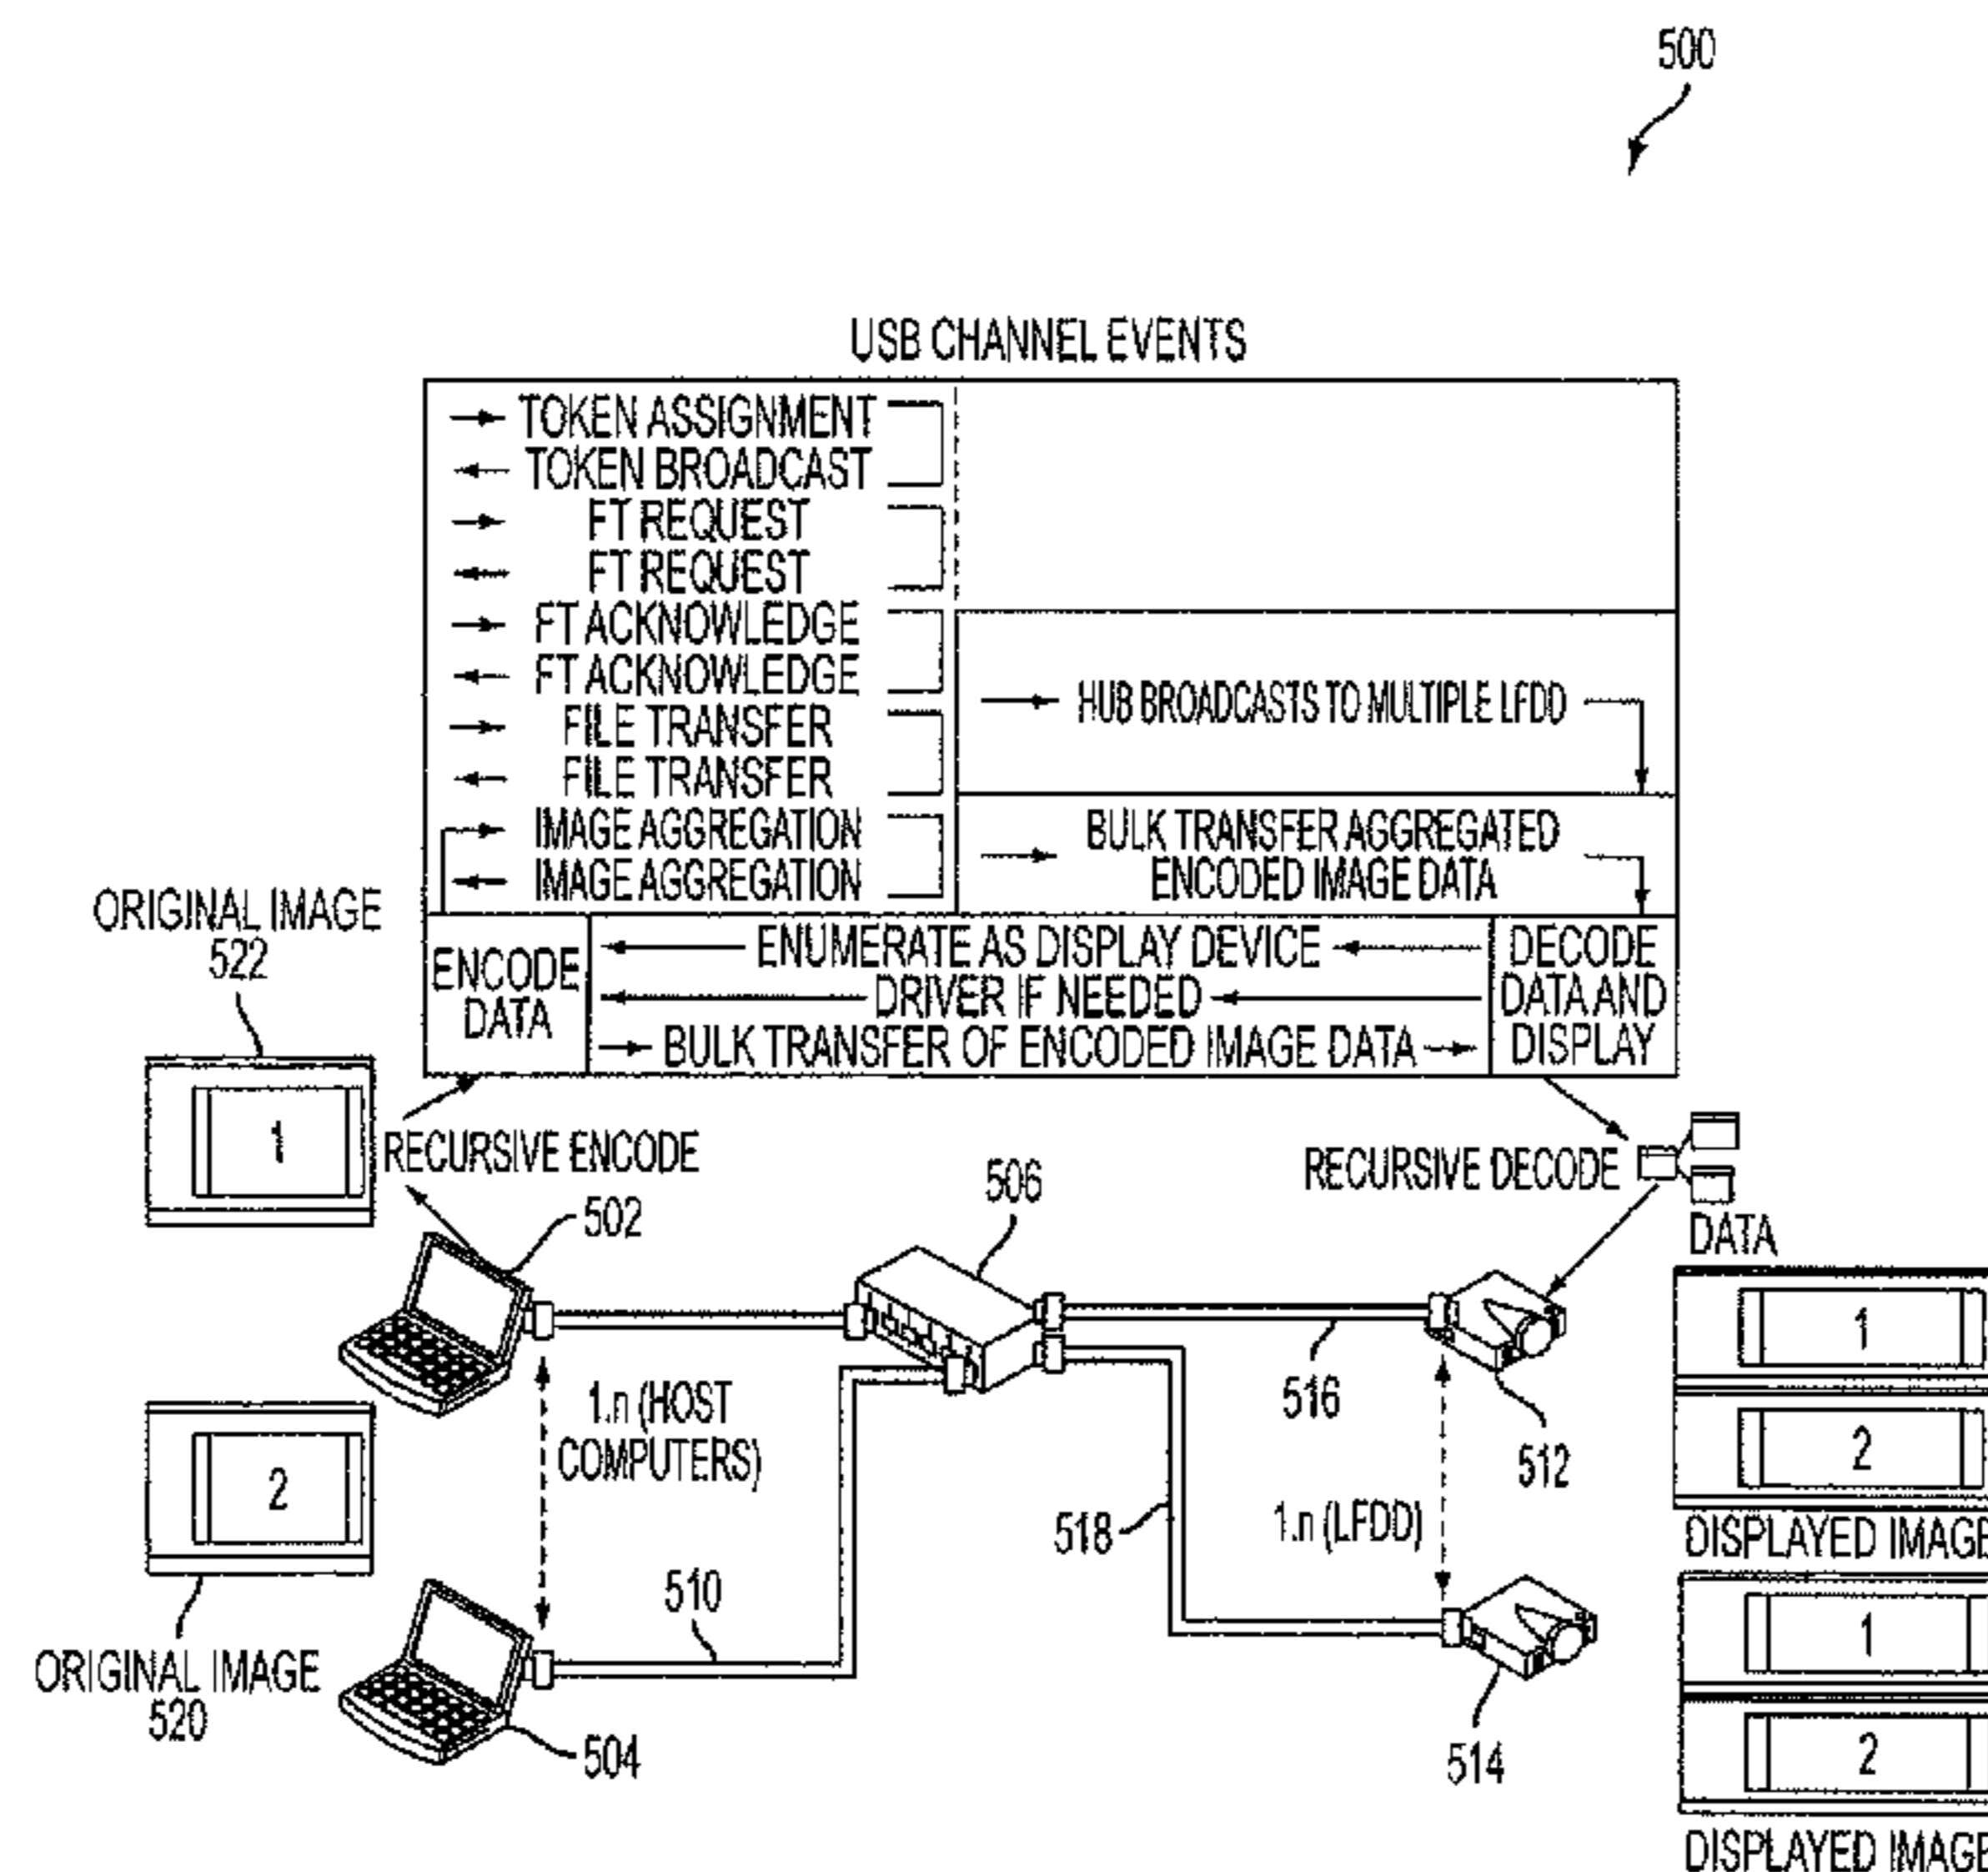 500
USB CHANNEL EVENTS
TOKEN ASSIGNMENT
TOKEN BROADCAST
FT REQUEST
FT REQUEST
FT ACKNOWLEDGE
FT ACKNOWLEDGE
FILE TRANSFER
FILE TRANSFER
IMAGE AGGREGATION
IMAGE AGGREGATION
HUB BROADCASTS TO MULTIPLE LFDD
BULK TRANSFER AGGREGATED
ENCODED IMAGE DATA
ENCODE
DATA
ENUMERATE AS DISPLAY DEVICE
DRIVER IF NEEDED
BULK TRANSFER OF ENCODED IMAGE DATA
DECODE
DATA AND
DISPLAY
ORIGINAL IMAGE
522
1
RECURSIVE ENCODE
502
506
RECURSIVE DECODE
DATA
1.n (HOST
COMPUTERS)
516
512
1
2
DISPLAYED IMAGE
2
ORIGINAL IMAGE
520
510
504
518
1.n (LFDD)
514
1
2
DISPLAYED IMAGE